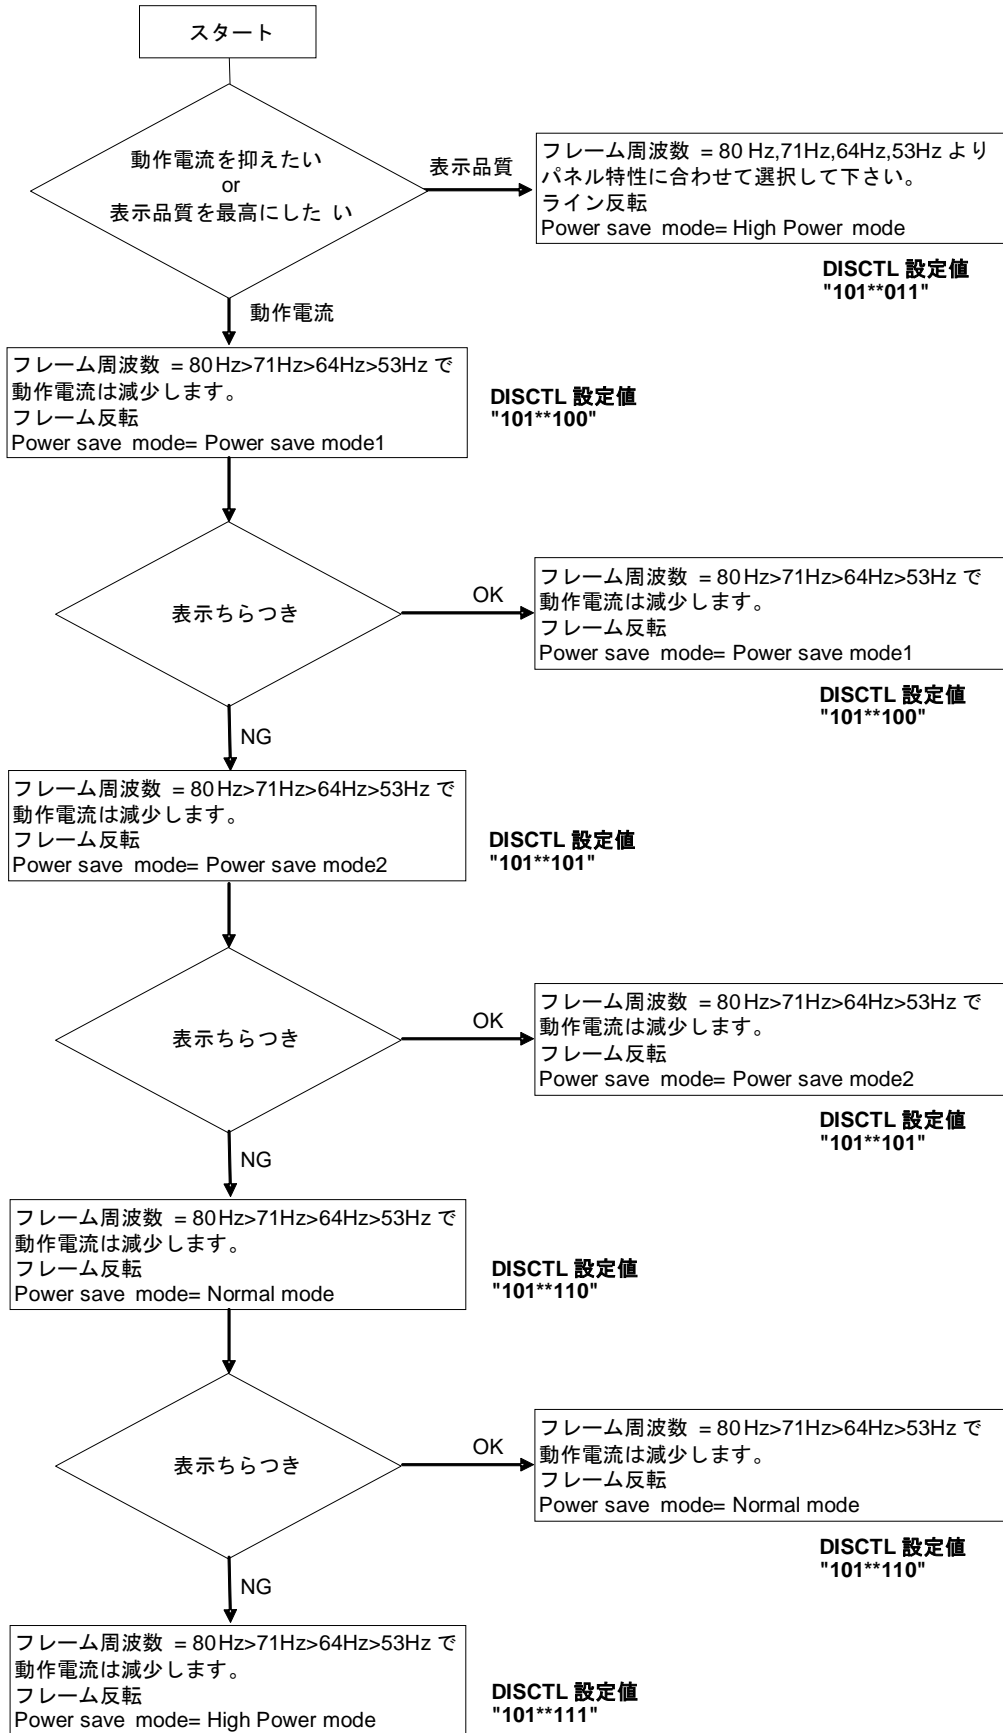 スタート
動作電流を抑えたい
or
表示品質を最高にした い
表示品質
フレーム周波数 = 80 Hz,71Hz,64Hz,53Hz より
パネル特性に合わせて選択して下さい。
ライン反転
Power save mode= High Power mode
DISCTL 設定値
"101**011"
動作電流
フレーム周波数 = 80Hz>71Hz>64Hz>53Hz で
動作電流は減少します。
フレーム反転
Power save mode= Power save mode1
DISCTL 設定値
"101**100"
表示ちらつき
OK
フレーム周波数 = 80Hz>71Hz>64Hz>53Hz で
動作電流は減少します。
フレーム反転
Power save mode= Power save mode1
DISCTL 設定値
"101**100"
NG
フレーム周波数 = 80Hz>71Hz>64Hz>53Hz で
動作電流は減少します。
フレーム反転
Power save mode= Power save mode2
DISCTL 設定値
"101**101"
表示ちらつき
OK
フレーム周波数 = 80Hz>71Hz>64Hz>53Hz で
動作電流は減少します。
フレーム反転
Power save mode= Power save mode2
DISCTL 設定値
"101**101"
NG
フレーム周波数 = 80Hz>71Hz>64Hz>53Hz で
動作電流は減少します。
フレーム反転
Power save mode= Normal mode
DISCTL 設定値
"101**110"
表示ちらつき
OK
フレーム周波数 = 80Hz>71Hz>64Hz>53Hz で
動作電流は減少します。
フレーム反転
Power save mode= Normal mode
DISCTL 設定値
"101**110"
NG
フレーム周波数 = 80Hz>71Hz>64Hz>53Hz で
動作電流は減少します。
フレーム反転
Power save mode= High Power mode
DISCTL 設定値
"101**111"